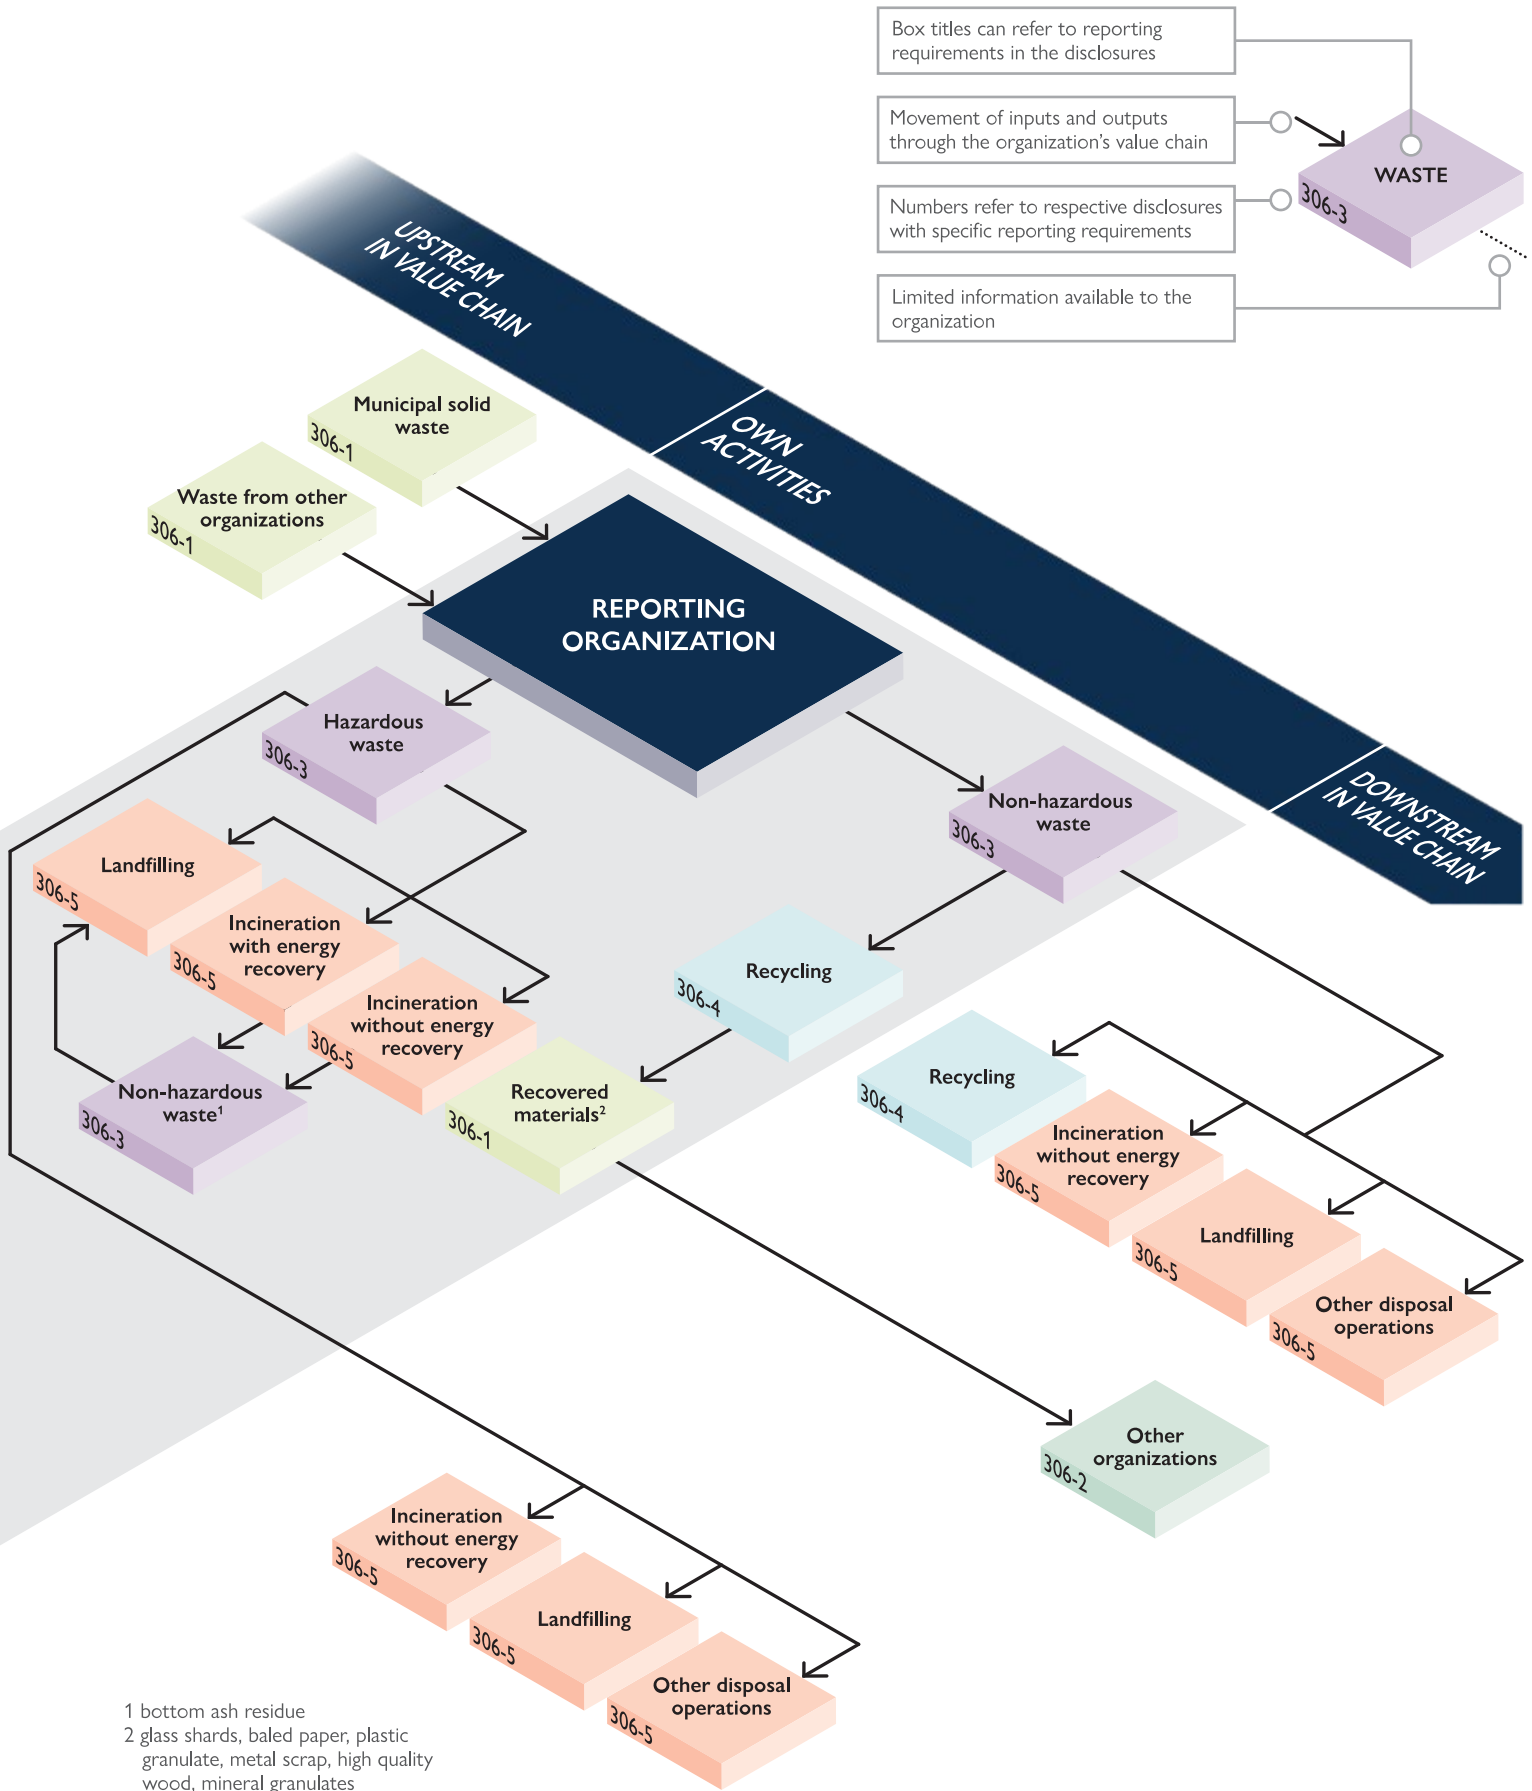 Box titles can refer to reporting
requirements in the disclosures
Movement of inputs and outputs
through the organization's value chain
Numbers refer to respective disclosures
with specific reporting requirements
Limited information available to the
organization
WASTE
306-3
UPSTREAM
IN VALUE CHAIN
OWN
ACTIVITIES
DOWNSTREAM
IN VALUE CHAIN
Municipal solid
waste
306-1
Waste from other
organizations
306-1
REPORTING
ORGANIZATION
Hazardous
waste
306-3
Non-hazardous
waste
306-3
Landfilling
306-5
Incineration
with energy
recovery
306-5
Incineration
without energy
recovery
306-5
Recycling
306-4
Non-hazardous
waste1
306-3
Recovered
materials2
306-1
Recycling
306-4
Incineration
without energy
recovery
306-5
Landfilling
306-5
Other disposal
operations
306-5
Other
organizations
306-2
Incineration
without energy
recovery
306-5
Landfilling
306-5
Other disposal
operations
306-5
1 bottom ash residue
2 glass shards, baled paper, plastic
granulate, metal scrap, high quality
wood, mineral granulates